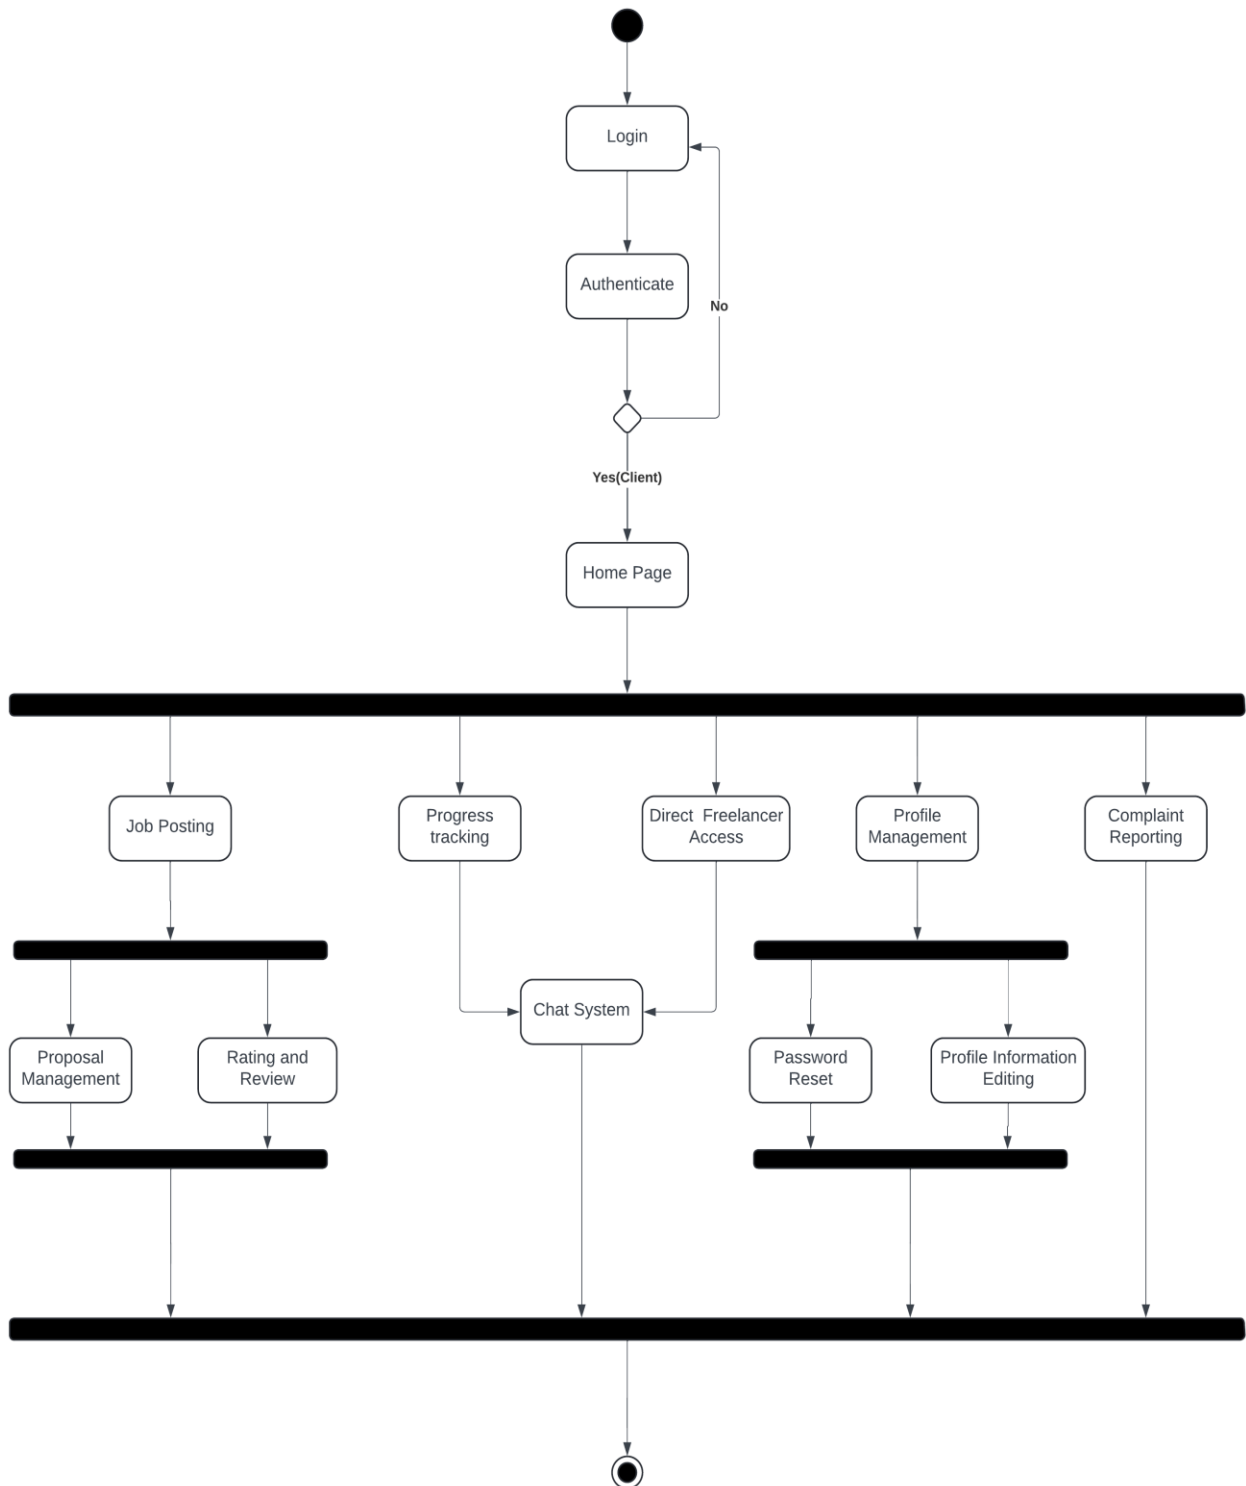 Login
Authenticate
No
Yes(Client)
Home Page
Job Posting
Progress
tracking
Direct  Freelancer
Access
Profile
Management
Complaint
Reporting
Chat System
Proposal
Management
Rating and
Review
Password
Reset
Profile Information
Editing